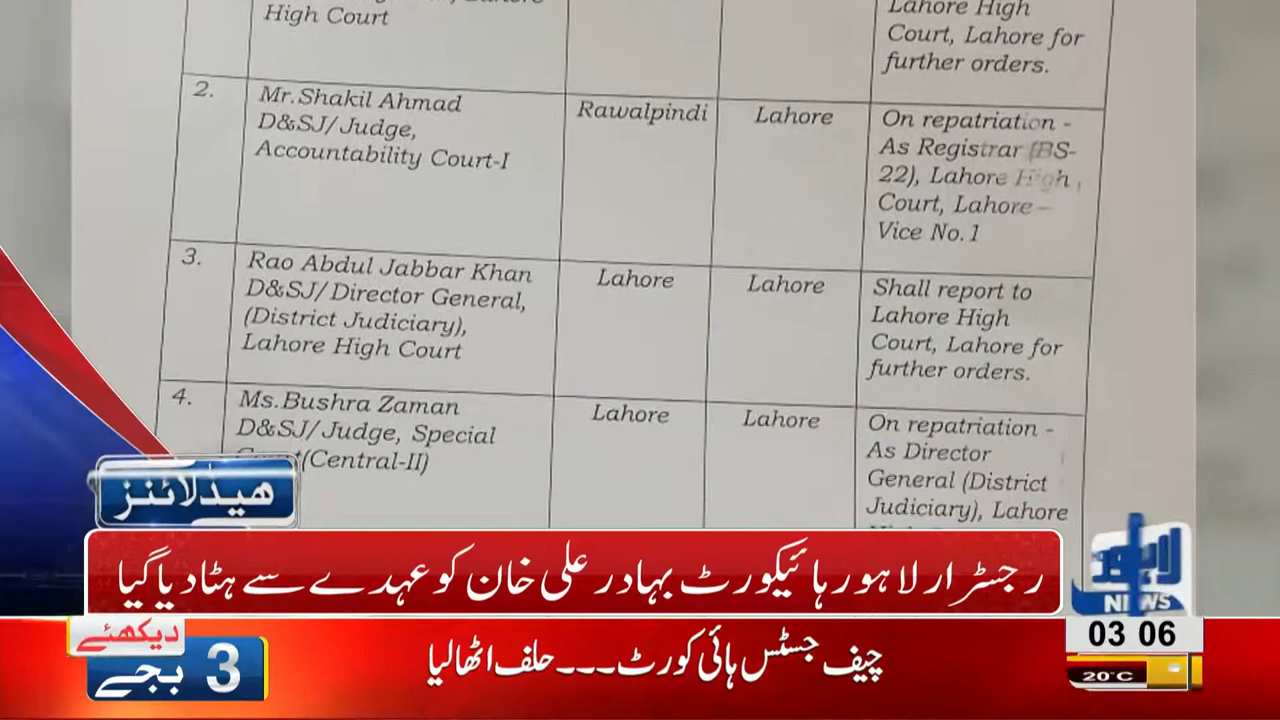 High Court
Lahore High
Court, Lahore for
further orders.
2.
Mr.Shakil Ahmad
D&SJ/Judge,
Accountability Court-I
Rawalpindi
Lahore
On repatriation -
As Registrar (BS-
22), Lahore High
Court, Lahore –
Vice No.1
3.
Rao Abdul Jabbar Khan
D&SJ/Director General,
(District Judiciary),
Lahore High Court
Lahore
Lahore
Shall report to
Lahore High
Court, Lahore for
further orders.
4.
Ms.Bushra Zaman
D&SJ/Judge, Special
(Central-II)
Lahore
Lahore
On repatriation -
As Director
General (District
Judiciary), Lahore
ہیڈلائنز
رجسٹرار لاہور ہائیکورٹ بہادر علی خان کو عہدے سے ہٹا دیا گیا
لاہور
NEWS
دیکھئے
3 بجے
چیف جسٹس ہائی کورٹ۔۔۔ حلف اٹھا لیا
03 06
20°C